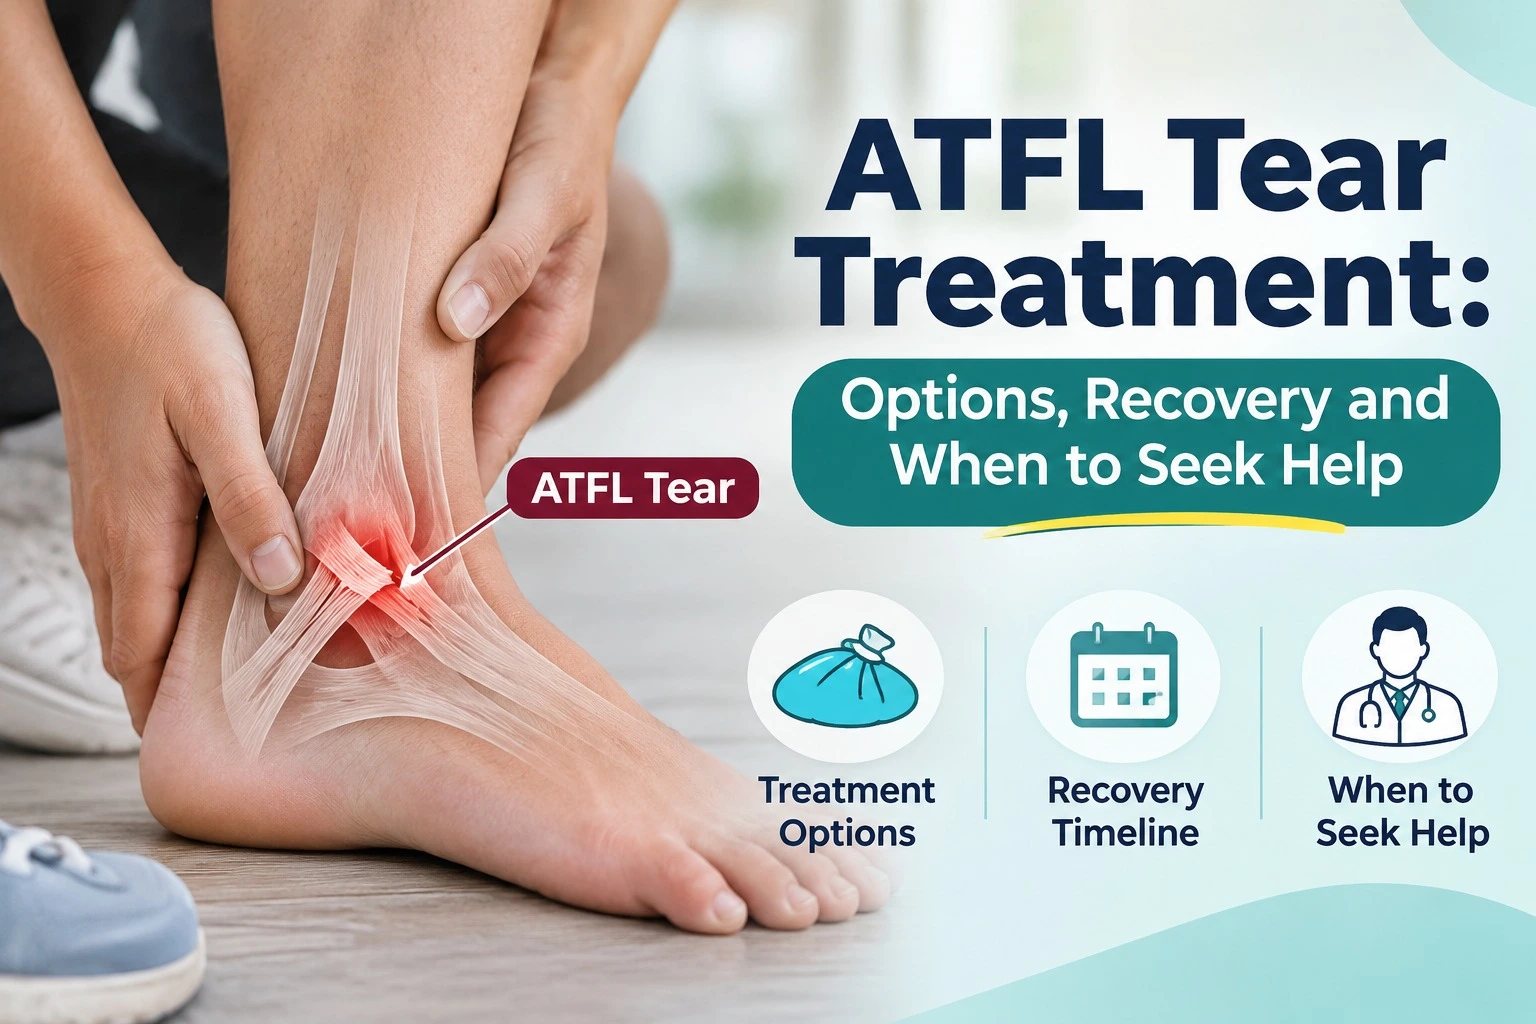 ATFL Tear
Treatment:
Options, Recovery and
When to Seek Help
ATFL Tear
Treatment
Options
Recovery
Timeline
When to
Seek Help